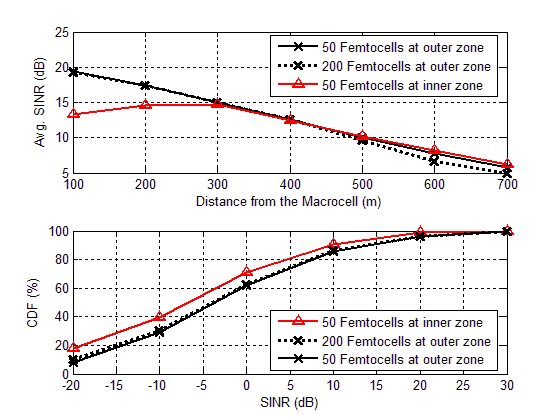 25
20
15
10
5
Avg. SINR (dB)
50 Femtocells at outer zone
200 Femtocells at outer zone
50 Femtocells at inner zone
100 200 300 400 500 600 700
Distance from the Macrocell (m)
100
80
60
40
20
0
CDF (%)
50 Femtocells at inner zone
200 Femtocells at outer zone
50 Femtocells at outer zone
-20 -15 -10 -5 0 5 10 15 20 25 30
SINR (dB)